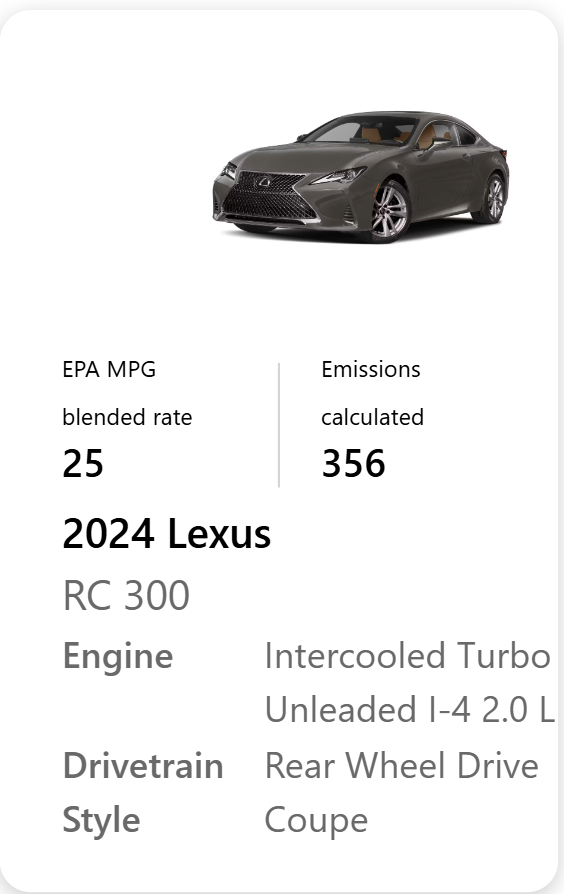 EPA MPG
blended rate
25
Emissions
calculated
356
2024 Lexus
RC 300
Engine Intercooled Turbo
Unleaded I-4 2.0 L
Drivetrain Rear Wheel Drive
Style Coupe